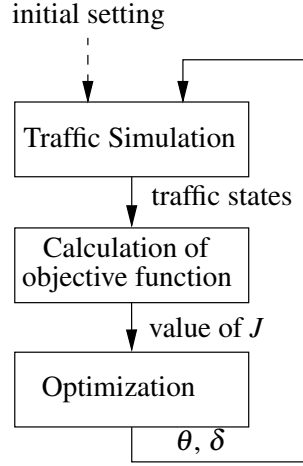 initial setting
Traffic Simulation
traffic states
Calculation of
objective function
value of J
Optimization
θ, δ